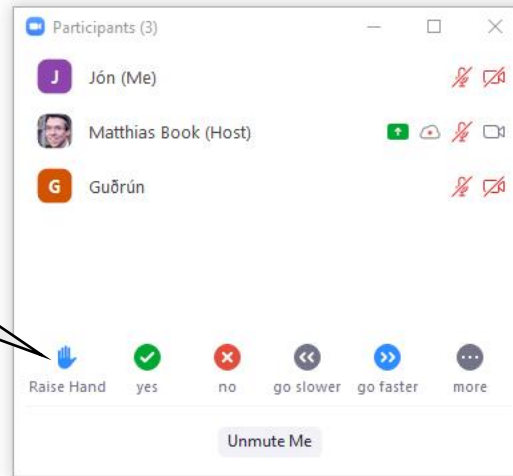 Participants (3)
J Jón (Me)
Matthias Book (Host)
G Guðrún
Raise Hand yes no go slower go faster more
Unmute Me